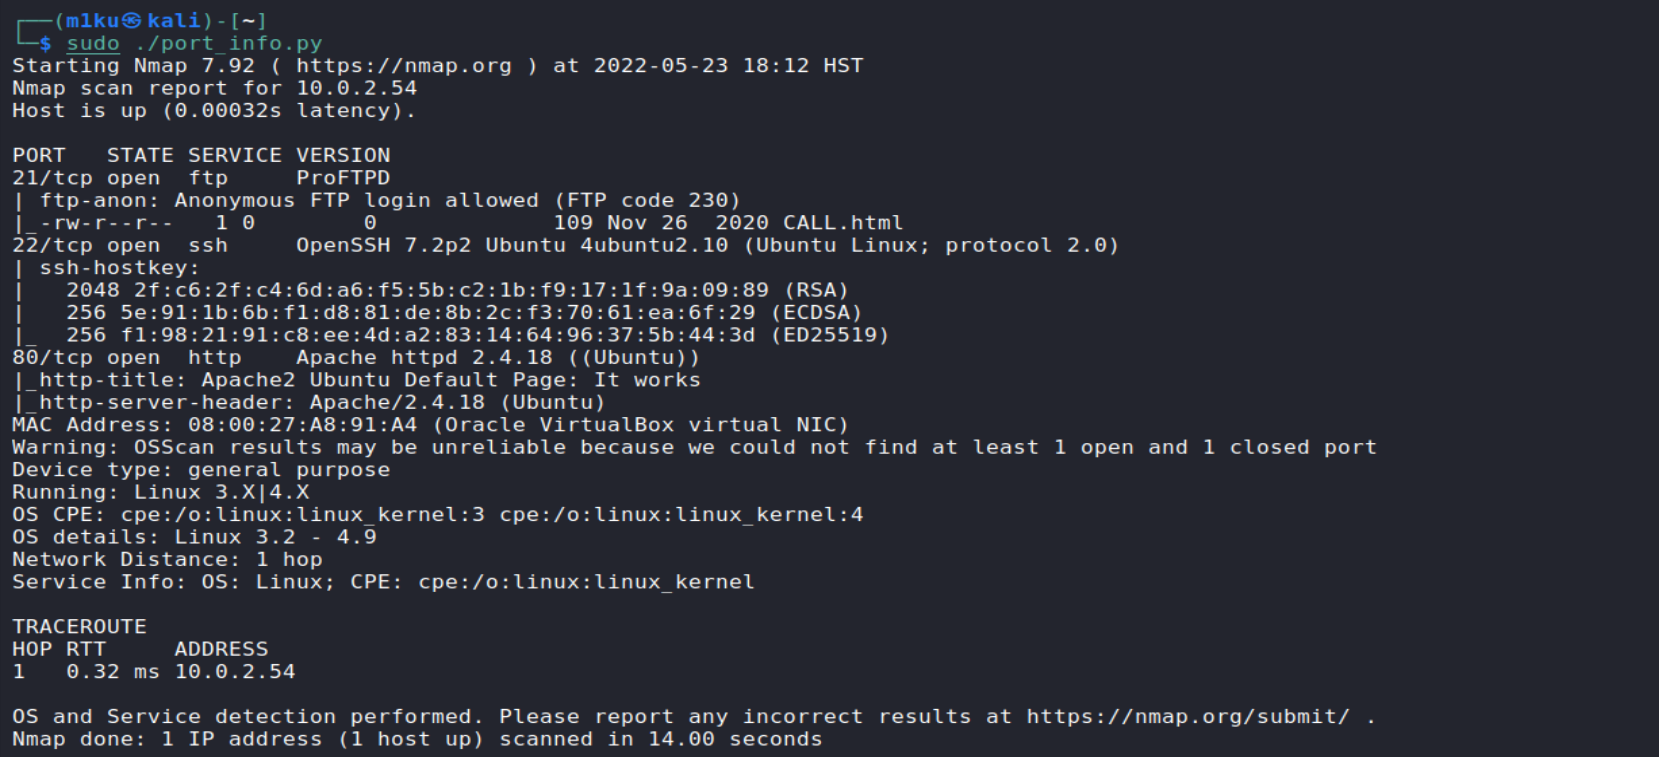 ┌──(m1ku㉿kali)-[~]
└─$ sudo ./port_info.py
Starting Nmap 7.92 ( https://nmap.org ) at 2022-05-23 18:12 HST
Nmap scan report for 10.0.2.54
Host is up (0.00032s latency).

PORT   STATE SERVICE VERSION
21/tcp open  ftp     ProFTPD
| ftp-anon: Anonymous FTP login allowed (FTP code 230)
|_-rw-r--r--   1 0        0             109 Nov 26  2020 CALL.html
22/tcp open  ssh     OpenSSH 7.2p2 Ubuntu 4ubuntu2.10 (Ubuntu Linux; protocol 2.0)
| ssh-hostkey:
|   2048 2f:c6:2f:c4:6d:a6:f5:5b:c2:1b:f9:17:1f:9a:09:89 (RSA)
|   256 5e:91:1b:6b:f1:d8:81:de:8b:2c:f3:70:61:ea:6f:29 (ECDSA)
|_  256 f1:98:21:91:c8:ee:4d:a2:83:14:64:96:37:5b:44:3d (ED25519)
80/tcp open  http    Apache httpd 2.4.18 ((Ubuntu))
|_http-title: Apache2 Ubuntu Default Page: It works
|_http-server-header: Apache/2.4.18 (Ubuntu)
MAC Address: 08:00:27:A8:91:A4 (Oracle VirtualBox virtual NIC)
Warning: OSScan results may be unreliable because we could not find at least 1 open and 1 closed port
Device type: general purpose
Running: Linux 3.X|4.X
OS CPE: cpe:/o:linux:linux_kernel:3 cpe:/o:linux:linux_kernel:4
OS details: Linux 3.2 - 4.9
Network Distance: 1 hop
Service Info: OS: Linux; CPE: cpe:/o:linux:linux_kernel

TRACEROUTE
HOP RTT     ADDRESS
1   0.32 ms 10.0.2.54

OS and Service detection performed. Please report any incorrect results at https://nmap.org/submit/ .
Nmap done: 1 IP address (1 host up) scanned in 14.00 seconds